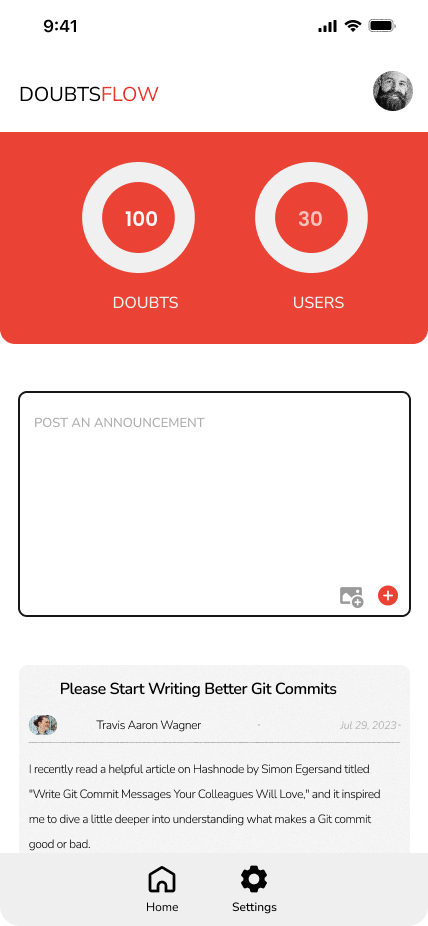 9:41
DOUBTSFLOW
100
30
DOUBTS
USERS
POST AN ANNOUNCEMENT
Please Start Writing Better Git Commits
Travis Aaron Wagner - Jul 29, 2023-
I recently read a helpful article on Hashnode by Simon Egersand titled
"Write Git Commit Messages Your Colleagues Will Love," and it inspired
me to dive a little deeper into understanding what makes a Git commit
good or bad.
Home
Settings